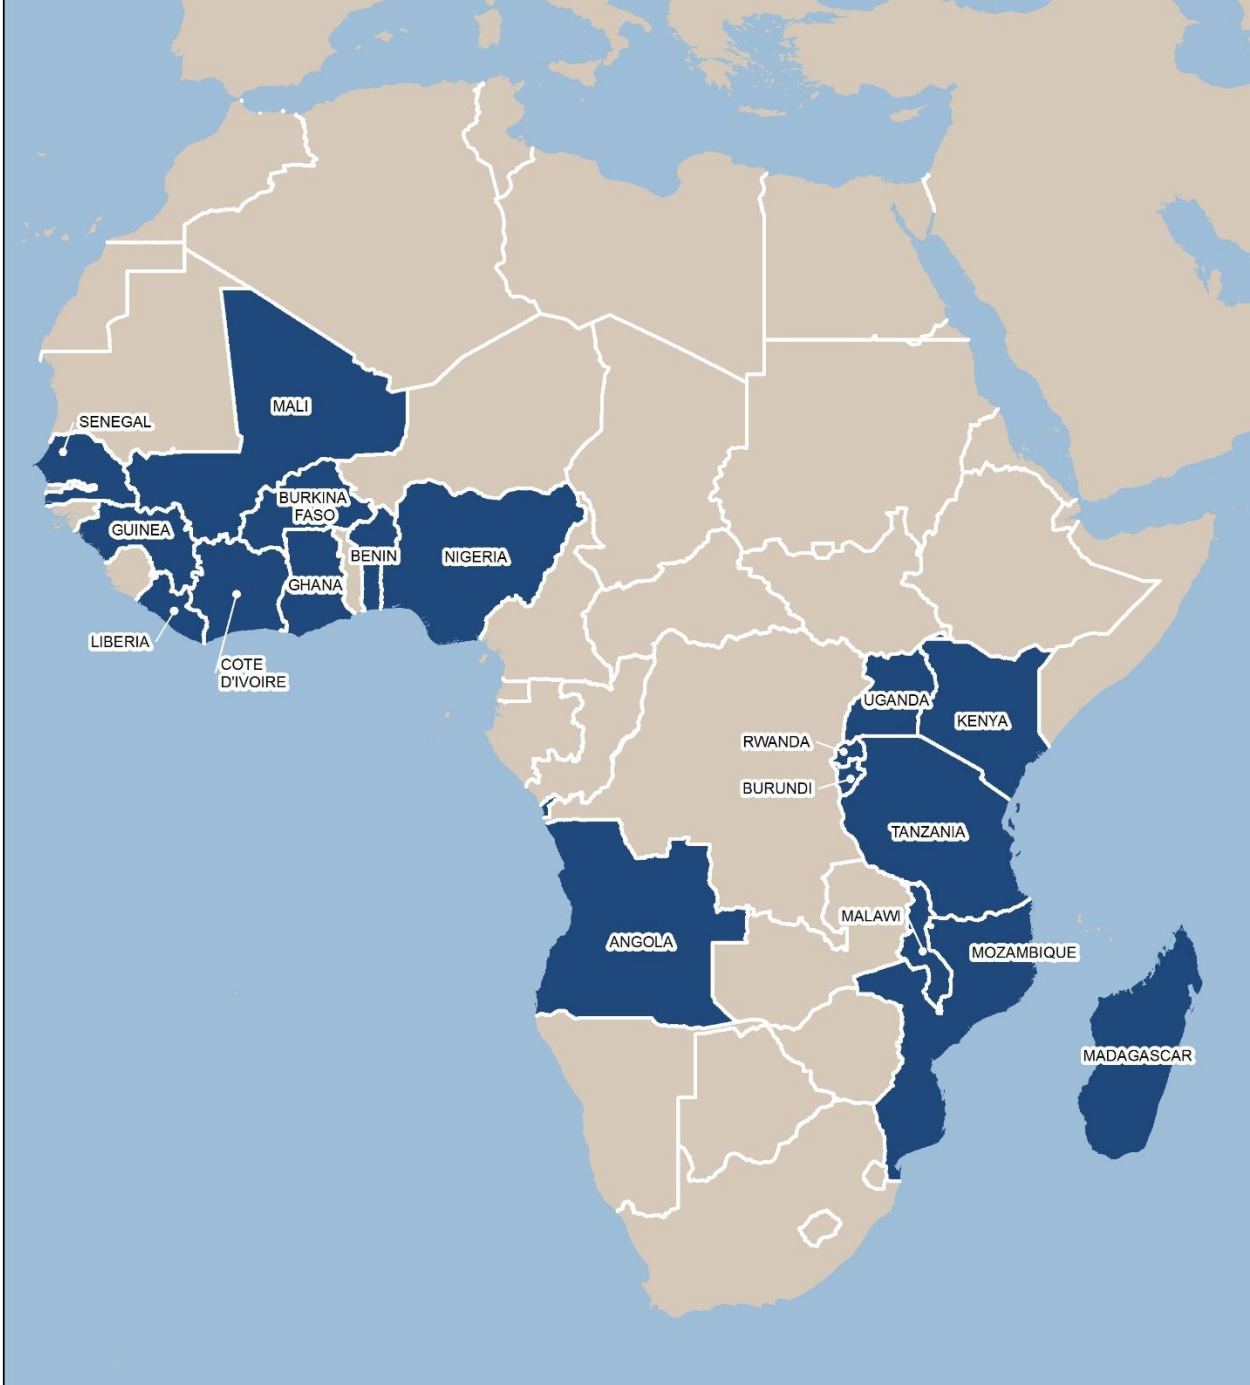 MALI
SENEGAL
BURKINA
FASO
GUINEA
BENIN
NIGERIA
GHANA
LIBERIA
COTE
D'IVOIRE
UGANDA
KENYA
RWANDA
BURUNDI
TANZANIA
MALAWI
ANGOLA
MOZAMBIQUE
MADAGASCAR